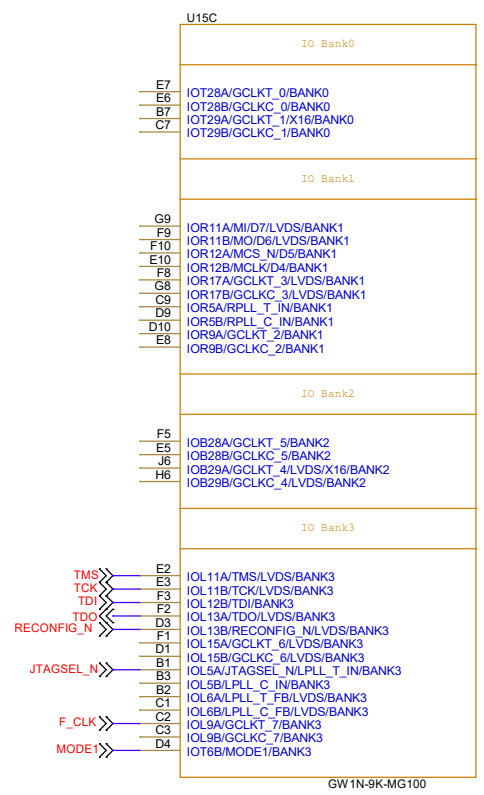 U15C
IO Bank0
E7 IOT28A/GCLKT_0/BANK0
E6 IOT28B/GCLKC_0/BANK0
B7 IOT29A/GCLKT_1/X16/BANK0
C7 IOT29B/GCLKC_1/BANK0
IO Bank1
G9 IOR11A/MI/D7/LVDS/BANK1
F9 IOR11B/MO/D6/LVDS/BANK1
F10 IOR12A/MCS_N/D5/BANK1
E10 IOR12B/MCLK/D4/BANK1
F8 IOR17A/GCLKT_3/LVDS/BANK1
G8 IOR17B/GCLKC_3/LVDS/BANK1
C9 IOR5A/RPLL_T_IN/BANK1
D9 IOR5B/RPLL_C_IN/BANK1
D10 IOR9A/GCLKT_2/BANK1
E8 IOR9B/GCLKC_2/BANK1
IO Bank2
F5 IOB28A/GCLKT_5/BANK2
E5 IOB28B/GCLKC_5/BANK2
J6 IOB29A/GCLKT_4/LVDS/X16/BANK2
H6 IOB29B/GCLKC_4/LVDS/BANK2
IO Bank3
TMS E2 IOL11A/TMS/LVDS/BANK3
TCK E3 IOL11B/TCK/LVDS/BANK3
TDI F3 IOL12B/TDI/BANK3
TDO F2 IOL13A/TDO/LVDS/BANK3
RECONFIG_N D3 IOL13B/RECONFIG_N/LVDS/BANK3
F1 IOL15A/GCLKT_6/LVDS/BANK3
D1 IOL15B/GCLKC_6/LVDS/BANK3
JTAGSEL_N B1 IOL5A/JTAGSEL_N/LPLL_T_IN/BANK3
B3 IOL5B/LPLL_C_IN/BANK3
B2 IOL6A/LPLL_T_FB/LVDS/BANK3
C1 IOL6B/LPLL_C_FB/LVDS/BANK3
F_CLK C2 IOL9A/GCLKT_7/BANK3
C3 IOL9B/GCLKC_7/BANK3
MODE1 D4 IOT6B/MODE1/BANK3
GW1N-9K-MG100